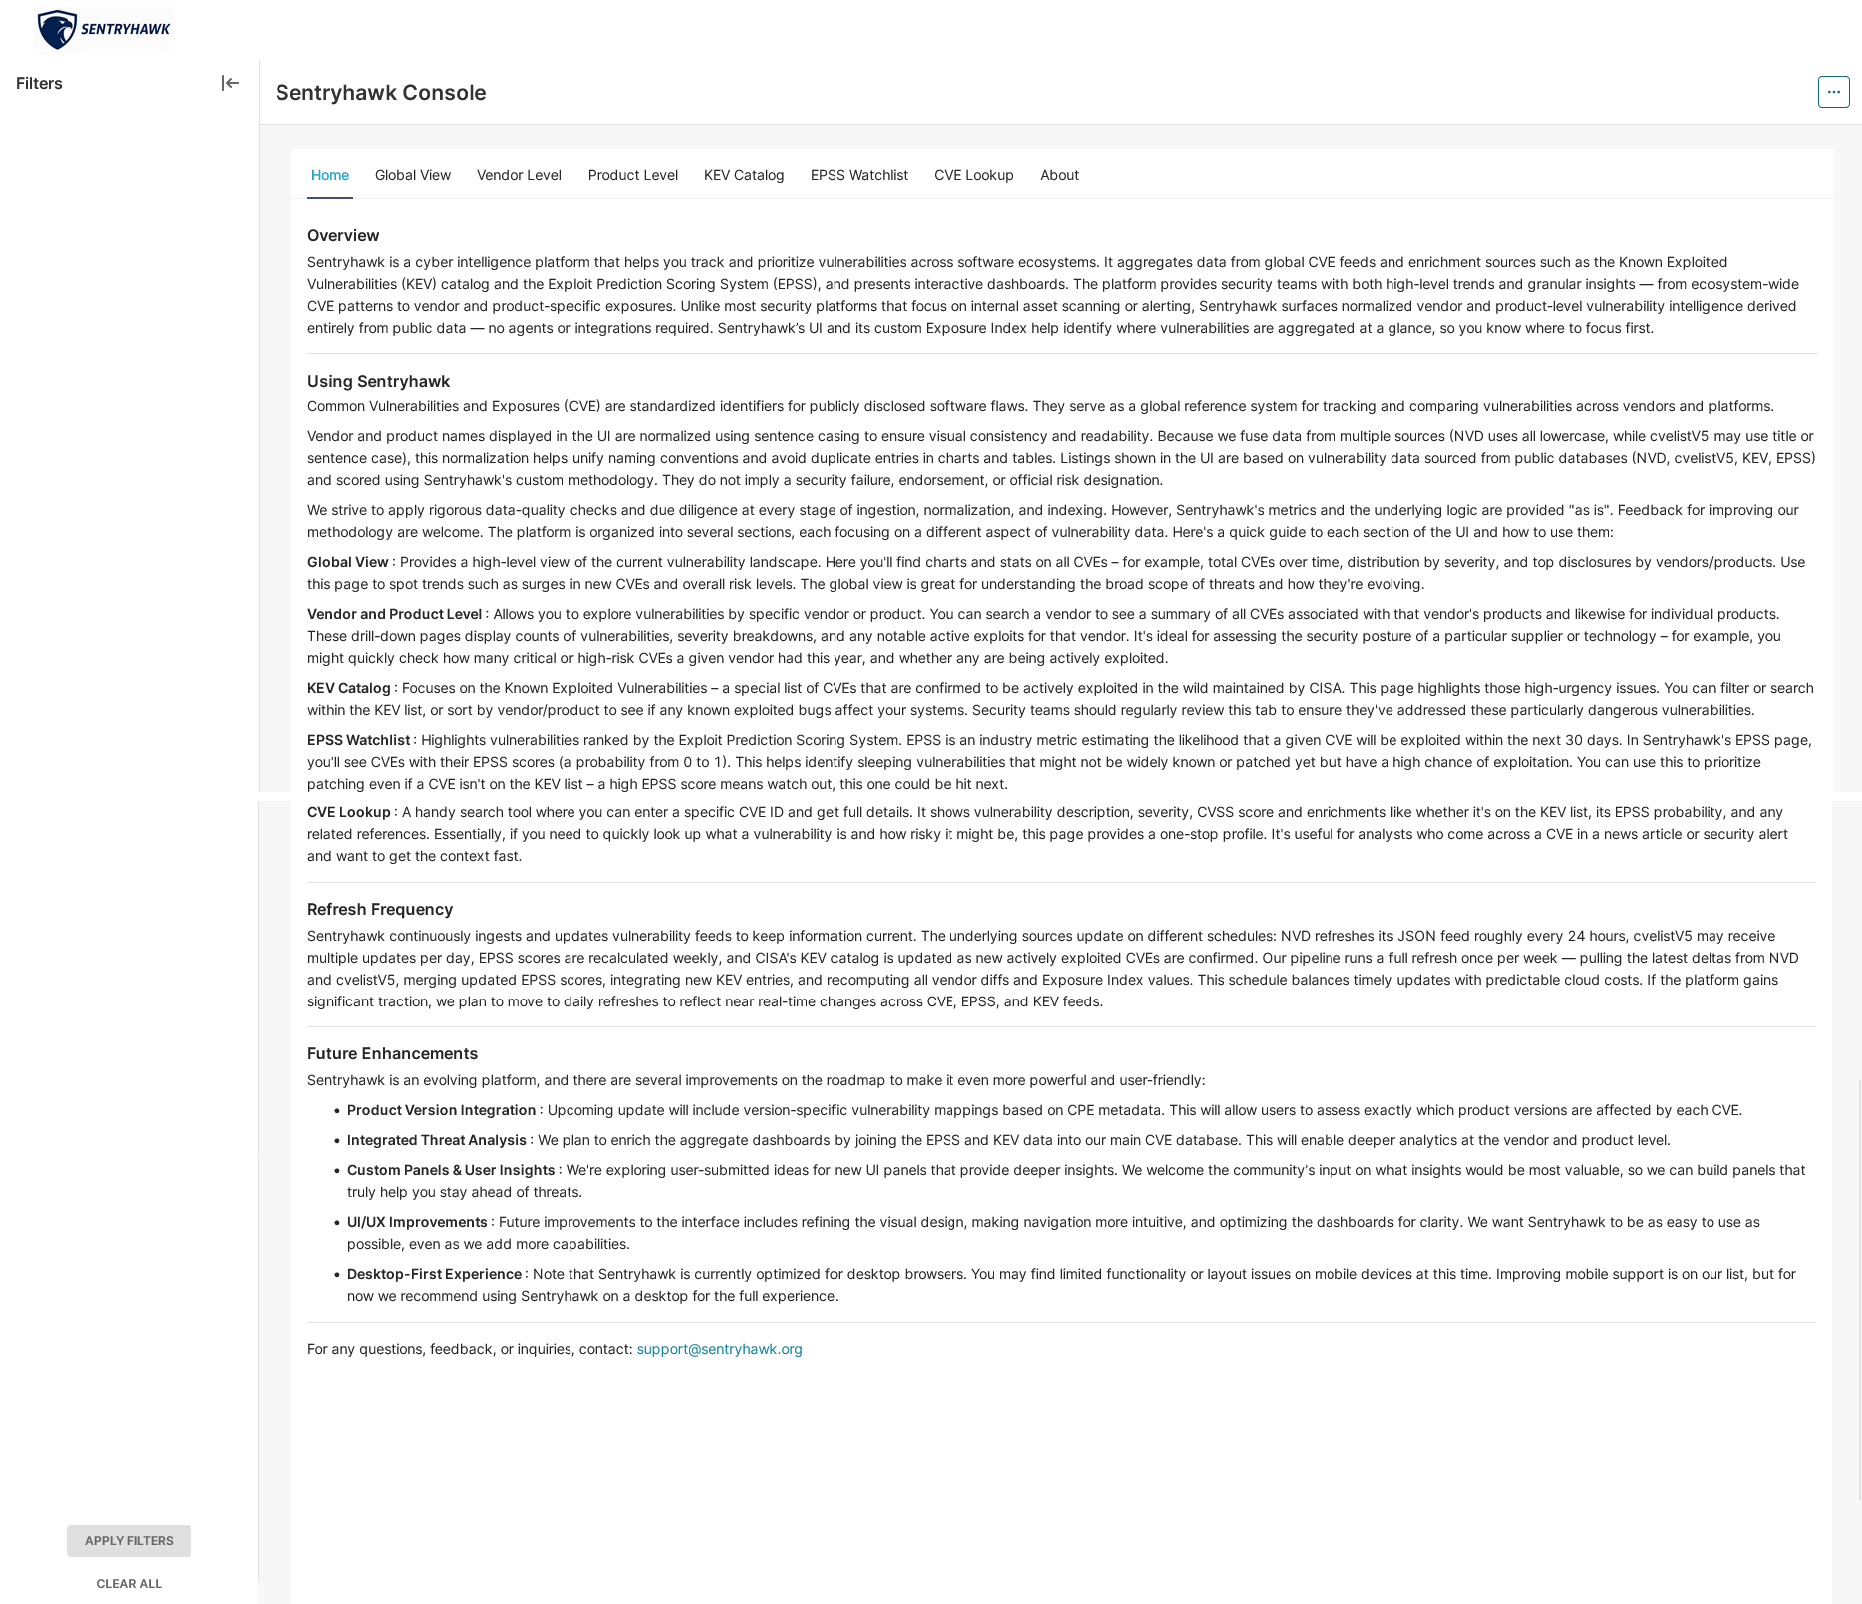 SENTRYHAWK
Filters
Sentryhawk Console
Home Global View Vendor Level Product Level KEV Catalog EPSS Watchlist CVE Lookup About
Overview
Sentryhawk is a cyber intelligence platform that helps you track and prioritize vulnerabilities across software ecosystems. It aggregates data from global CVE feeds and enrichment sources such as the Known Exploited
Vulnerabilities (KEV) catalog and the Exploit Prediction Scoring System (EPSS), and presents interactive dashboards. The platform provides security teams with both high-level trends and granular insights — from ecosystem-wide
CVE patterns to vendor and product-specific exposures. Unlike most security platforms that focus on internal asset scanning or alerting, Sentryhawk surfaces normalized vendor and product-level vulnerability intelligence derived
entirely from public data — no agents or integrations required. Sentryhawk’s UI and its custom Exposure Index help identify where vulnerabilities are aggregated at a glance, so you know where to focus first.
Using Sentryhawk
Common Vulnerabilities and Exposures (CVE) are standardized identifiers for publicly disclosed software flaws. They serve as a global reference system for tracking and comparing vulnerabilities across vendors and platforms.
Vendor and product names displayed in the UI are normalized using sentence casing to ensure visual consistency and readability. Because we fuse data from multiple sources (NVD uses all lowercase, while cvelistV5 may use title or
sentence case), this normalization helps unify naming conventions and avoid duplicate entries in charts and tables. Listings shown in the UI are based on vulnerability data sourced from public databases (NVD, cvelistV5, KEV, EPSS)
and scored using Sentryhawk's custom methodology. They do not imply a security failure, endorsement, or official risk designation.
We strive to apply rigorous data-quality checks and due diligence at every stage of ingestion, normalization, and indexing. However, Sentryhawk's metrics and the underlying logic are provided "as is". Feedback for improving our
methodology are welcome. The platform is organized into several sections, each focusing on a different aspect of vulnerability data. Here's a quick guide to each section of the UI and how to use them:
Global View : Provides a high-level view of the current vulnerability landscape. Here you'll find charts and stats on all CVEs – for example, total CVEs over time, distribution by severity, and top disclosures by vendors/products. Use
this page to spot trends such as surges in new CVEs and overall risk levels. The global view is great for understanding the broad scope of threats and how they're evolving.
Vendor and Product Level : Allows you to explore vulnerabilities by specific vendor or product. You can search a vendor to see a summary of all CVEs associated with that vendor's products and likewise for individual products.
These drill-down pages display counts of vulnerabilities, severity breakdowns, and any notable active exploits for that vendor. It's ideal for assessing the security posture of a particular supplier or technology – for example, you
might quickly check how many critical or high-risk CVEs a given vendor had this year, and whether any are being actively exploited.
KEV Catalog : Focuses on the Known Exploited Vulnerabilities – a special list of CVEs that are confirmed to be actively exploited in the wild maintained by CISA. This page highlights those high-urgency issues. You can filter or search
within the KEV list, or sort by vendor/product to see if any known exploited bugs affect your systems. Security teams should regularly review this tab to ensure they've addressed these particularly dangerous vulnerabilities.
EPSS Watchlist : Highlights vulnerabilities ranked by the Exploit Prediction Scoring System. EPSS is an industry metric estimating the likelihood that a given CVE will be exploited within the next 30 days. In Sentryhawk's EPSS page,
you'll see CVEs with their EPSS scores (a probability from 0 to 1). This helps identify sleeping vulnerabilities that might not be widely known or patched yet but have a high chance of exploitation. You can use this to prioritize
patching even if a CVE isn't on the KEV list – a high EPSS score means watch out, this one could be hit next.
CVE Lookup : A handy search tool where you can enter a specific CVE ID and get full details. It shows vulnerability description, severity, CVSS score and enrichments like whether it's on the KEV list, its EPSS probability, and any
related references. Essentially, if you need to quickly look up what a vulnerability is and how risky it might be, this page provides a one-stop profile. It's useful for analysts who come across a CVE in a news article or security alert
and want to get the context fast.
Refresh Frequency
Sentryhawk continuously ingests and updates vulnerability feeds to keep information current. The underlying sources update on different schedules: NVD refreshes its JSON feed roughly every 24 hours, cvelistV5 may receive
multiple updates per day, EPSS scores are recalculated weekly, and CISA's KEV catalog is updated as new actively exploited CVEs are confirmed. Our pipeline runs a full refresh once per week — pulling the latest deltas from NVD
and cvelistV5, merging updated EPSS scores, integrating new KEV entries, and recomputing all vendor diffs and Exposure Index values. This schedule balances timely updates with predictable cloud costs. If the platform gains
significant traction, we plan to move to daily refreshes to reflect near real-time changes across CVE, EPSS, and KEV feeds.
Future Enhancements
Sentryhawk is an evolving platform, and there are several improvements on the roadmap to make it even more powerful and user-friendly:
• Product Version Integration : Upcoming update will include version-specific vulnerability mappings based on CPE metadata. This will allow users to assess exactly which product versions are affected by each CVE.
• Integrated Threat Analysis : We plan to enrich the aggregate dashboards by joining the EPSS and KEV data into our main CVE database. This will enable deeper analytics at the vendor and product level.
• Custom Panels & User Insights : We're exploring user-submitted ideas for new UI panels that provide deeper insights. We welcome the community's input on what insights would be most valuable, so we can build panels that
truly help you stay ahead of threats.
• UI/UX Improvements : Future improvements to the interface includes refining the visual design, making navigation more intuitive, and optimizing the dashboards for clarity. We want Sentryhawk to be as easy to use as
possible, even as we add more capabilities.
• Desktop-First Experience : Note that Sentryhawk is currently optimized for desktop browsers. You may find limited functionality or layout issues on mobile devices at this time. Improving mobile support is on our list, but for
now we recommend using Sentryhawk on a desktop for the full experience.
For any questions, feedback, or inquiries, contact: support@sentryhawk.org
APPLY FILTERS
CLEAR ALL